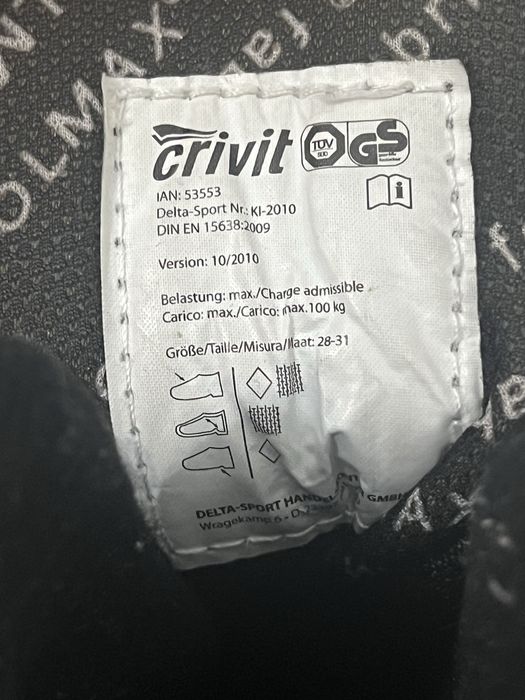 crivit TÜV SÜD GS
IAN: 53553
Delta-Sport Nr.: KI-2010
DIN EN 15638:2009
Version: 10/2010
Belastung: max./Charge admissible
Carico: max./Carico: max.100 kg
Größe/Taille/Misura/Maat: 28-31
DELTA-SPORT GMBH
Wragekamp 6 •